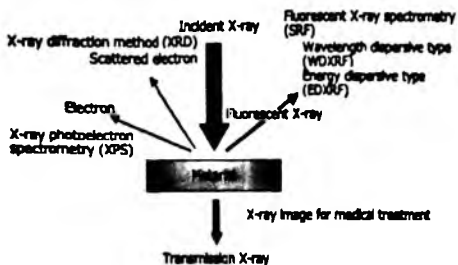 Fluorescent X-ray spectrometry
(SRF)
Incident X-ray
X-ray diffraction method (XRD)
Scattered electron
Wavelength dispersive type
(WDXRF)
Energy dispersive type
(EDXRF)
Electron
Fluorescent X-ray
X-ray photoelectron
spectrometry (XPS)
Material
X-ray Image for medical treatment
Transmission X-ray